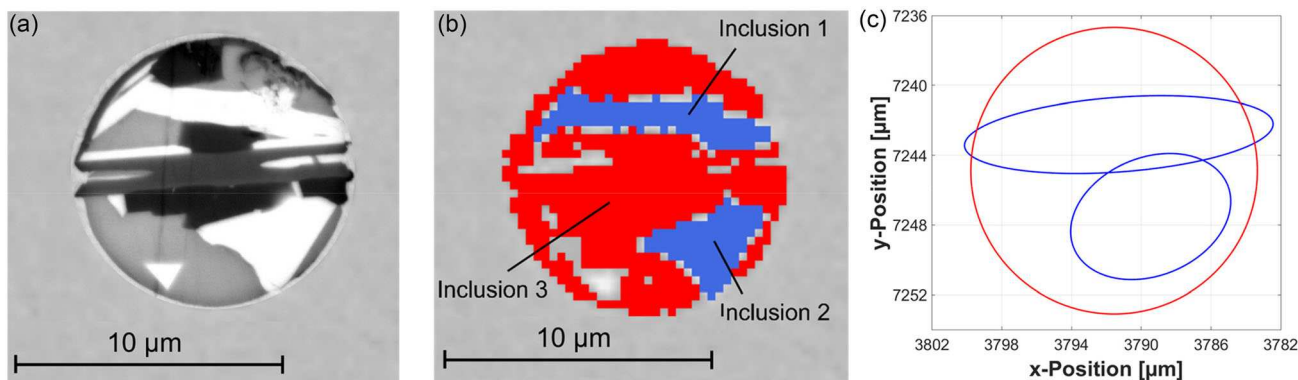 (a)
10 µm
(b)
Inclusion 1
Inclusion 3
Inclusion 2
10 µm
(c)
7236
7240
7244
7248
7252
y-Position [µm]
3802 3798 3794 3790 3786 3782
x-Position [µm]